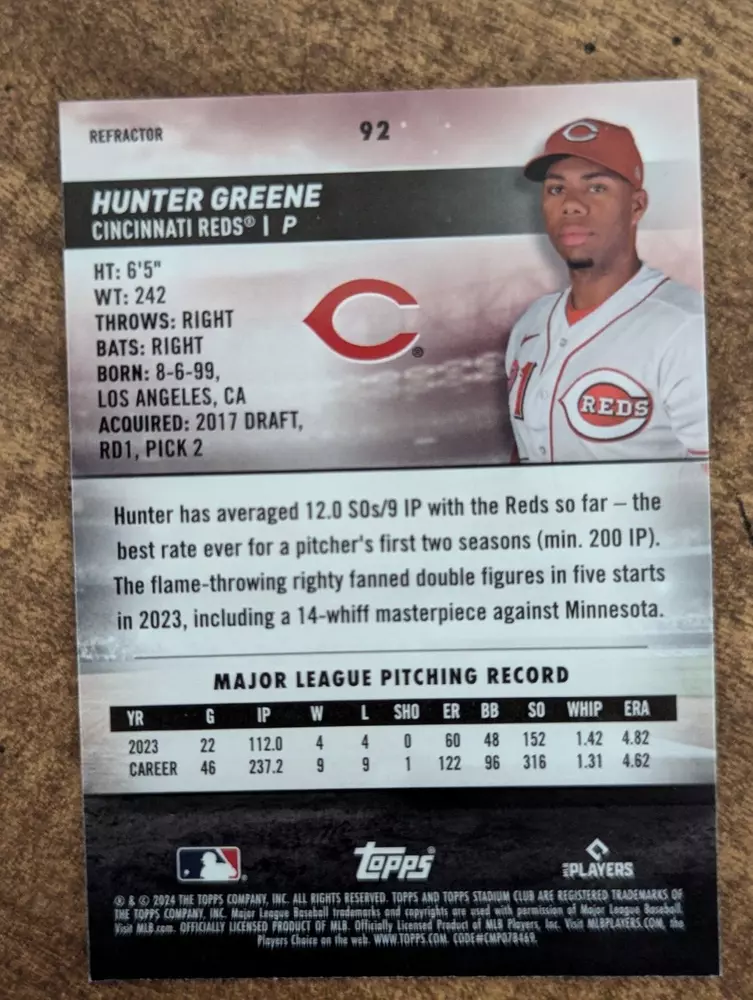 REFRACTOR
92
HUNTER GREENE
CINCINNATI REDS® | P
HT: 6'5"
WT: 242
THROWS: RIGHT
BATS: RIGHT
BORN: 8-6-99,
LOS ANGELES, CA
ACQUIRED: 2017 DRAFT,
RD1, PICK 2
®
21
REDS
Hunter has averaged 12.0 SOs/9 IP with the Reds so far – the
best rate ever for a pitcher's first two seasons (min. 200 IP).
The flame-throwing righty fanned double figures in five starts
in 2023, including a 14-whiff masterpiece against Minnesota.
MAJOR LEAGUE PITCHING RECORD
YR G IP W L SHO ER BB SO WHIP ERA
2023 22 112.0 4 4 0 60 48 152 1.42 4.82
CAREER 46 237.2 9 9 1 122 96 316 1.31 4.62
TOPPS®
MLB PLAYERS
® & © 2024 THE TOPPS COMPANY, INC. ALL RIGHTS RESERVED. TOPPS AND TOPPS STADIUM CLUB ARE REGISTERED TRADEMARKS OF
THE TOPPS COMPANY, INC. Major League Baseball trademarks and copyrights are used with permission of Major League Baseball.
Visit MLB.com. OFFICIALLY LICENSED PRODUCT OF MLB. Officially Licensed Product of MLB Players, Inc. Visit MLBPLAYERS.COM, the
Players Choice on the web. WWW.TOPPS.COM. CODE#CMP078469.